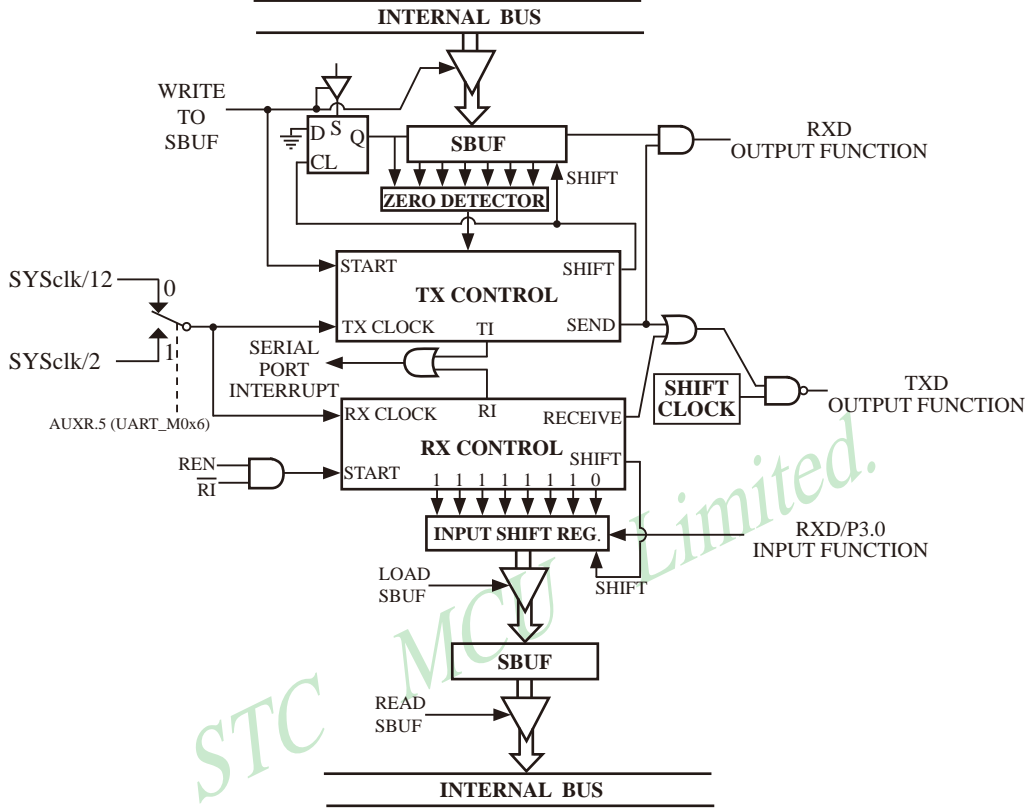 INTERNAL BUS
WRITE
TO
SBUF
D S Q
CL
SBUF
SHIFT
ZERO DETECTOR
RXD
OUTPUT FUNCTION
START
SHIFT
TX CONTROL
TX CLOCK
TI
SEND
SYSclk/12
0
SYSclk/2
1
AUXR.5 (UART_M0x6)
SERIAL
PORT
INTERRUPT
SHIFT
CLOCK
TXD
OUTPUT FUNCTION
RX CLOCK
RI
RECEIVE
RX CONTROL
SHIFT
REN
RI
START
1 1 1 1 1 1 1 0
INPUT SHIFT REG.
RXD/P3.0
INPUT FUNCTION
SHIFT
LOAD
SBUF
SBUF
READ
SBUF
INTERNAL BUS
STC MCU Limited.